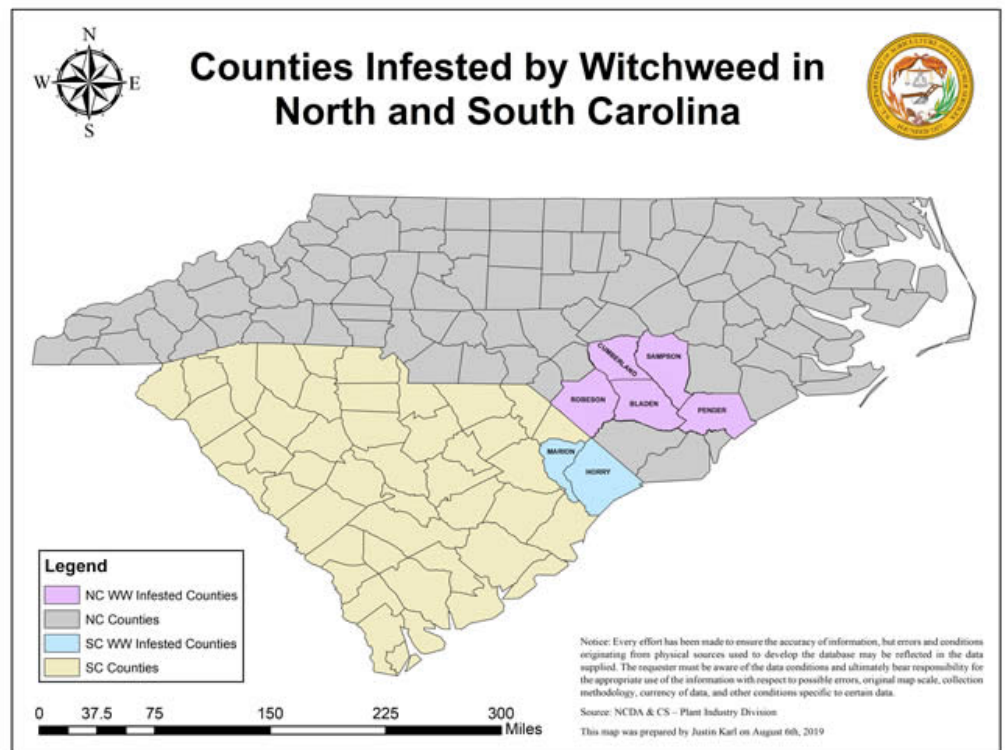 N
W E
S
Counties Infested by Witchweed in
North and South Carolina
CUMBERLAND
SAMPSON
ROBESON
BLADEN
PENDER
MARION
HORRY
Legend
NC WW Infested Counties
NC Counties
SC WW Infested Counties
SC Counties
0 37.5 75 150 225 300
Miles
Notice: Every effort has been made to ensure the accuracy of information, but errors and conditions
originating from physical sources used to develop the database may be reflected in the data
supplied. The requester must be aware of the data conditions and ultimately bear responsibility for
the appropriate use of the information with respect to possible errors, original map scale, collection
methodology, currency of data, and other conditions specific to certain data.
Source: NCDA & CS – Plant Industry Division
This map was prepared by Justin Karl on August 6th, 2019